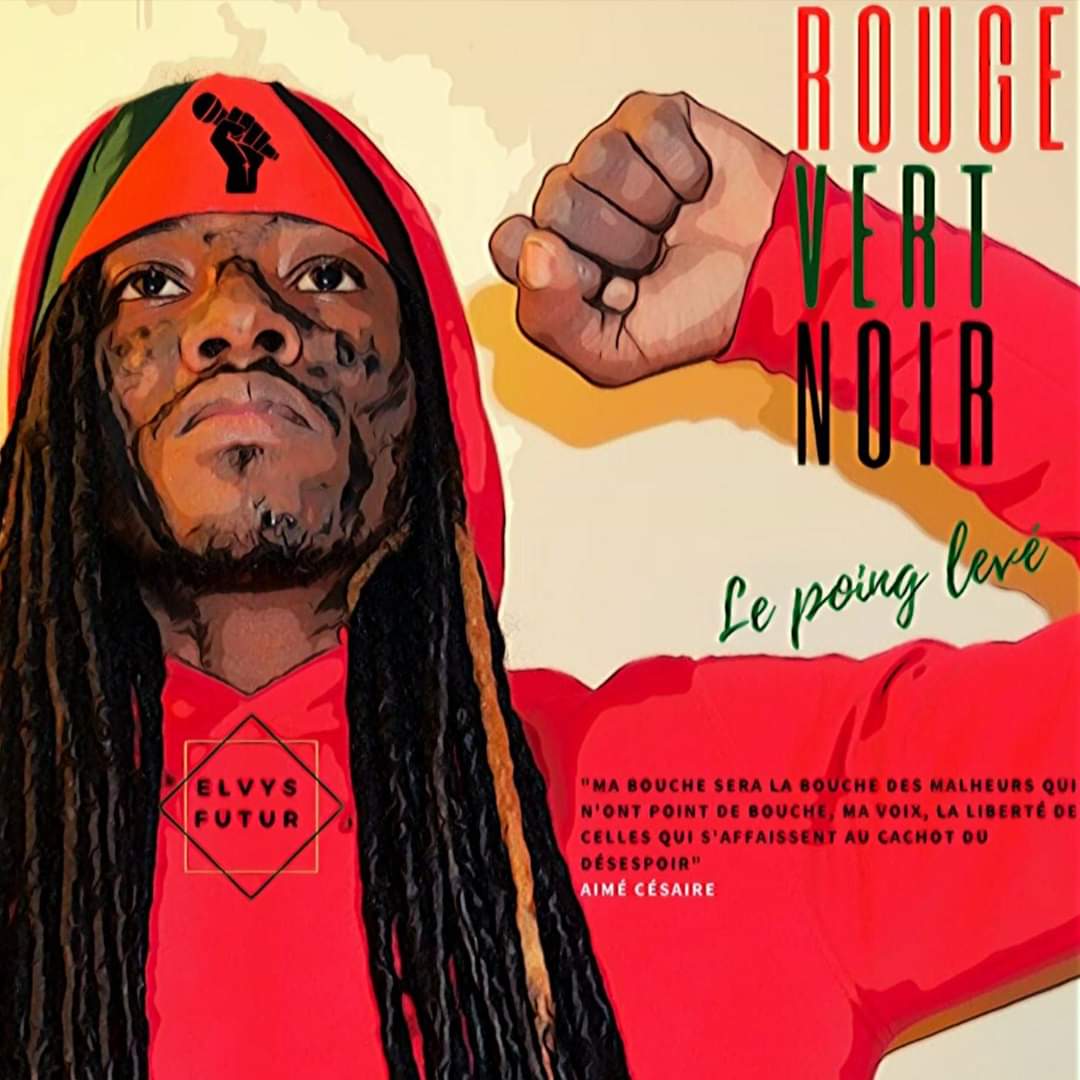 ROUGE
VERT
NOIR
Le poing levé
ELVYS
FUTUR
"MA BOUCHE SERA LA BOUCHE DES MALHEURS QUI
N'ONT POINT DE BOUCHE, MA VOIX, LA LIBERTÉ DE
CELLES QUI S'AFFAISSENT AU CACHOT DU
DÉSESPOIR"
AIMÉ CÉSAIRE